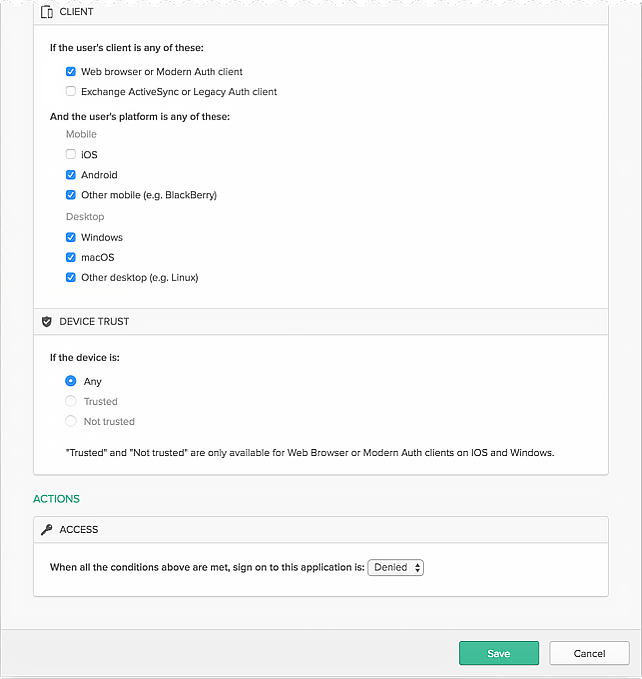 CLIENT
If the user's client is any of these:
Web browser or Modern Auth client
Exchange ActiveSync or Legacy Auth client
And the user's platform is any of these:
Mobile
iOS
Android
Other mobile (e.g. BlackBerry)
Desktop
Windows
macOS
Other desktop (e.g. Linux)
DEVICE TRUST
If the device is:
Any
Trusted
Not trusted
"Trusted" and "Not trusted" are only available for Web Browser or Modern Auth clients on IOS and Windows.
ACTIONS
ACCESS
When all the conditions above are met, sign on to this application is: Denied
Save Cancel